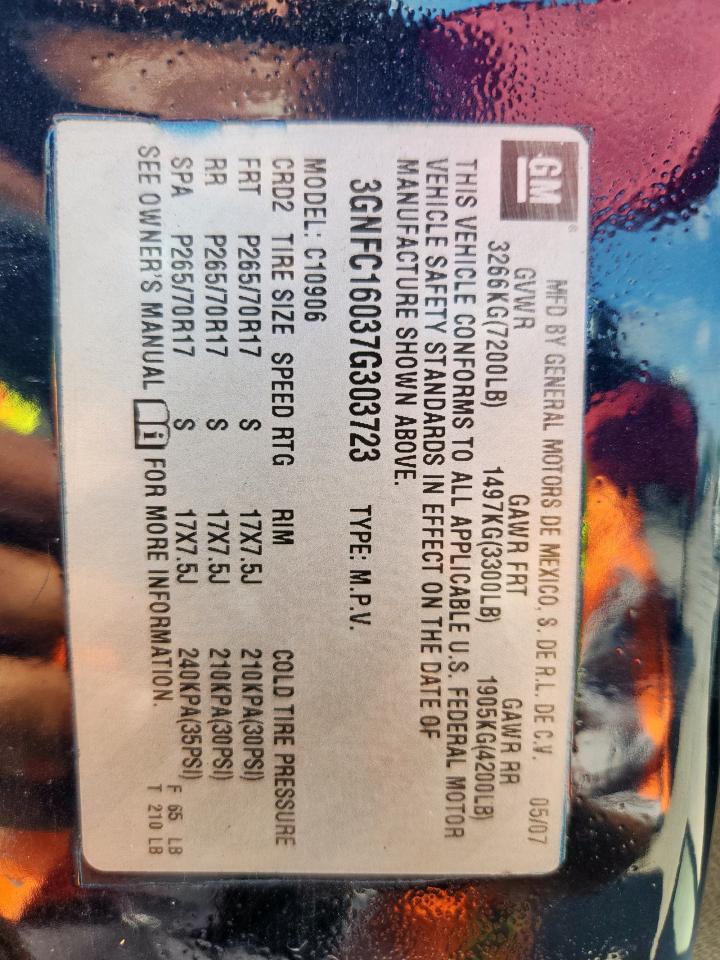 GM®
MFD BY GENERAL MOTORS DE MEXICO, S. DE R.L. DE C.V. 05/07
GVWR GAWR FRT GAWR RR
3266KG(7200LB) 1497KG(3300LB) 1905KG(4200LB)
THIS VEHICLE CONFORMS TO ALL APPLICABLE U.S. FEDERAL MOTOR
VEHICLE SAFETY STANDARDS IN EFFECT ON THE DATE OF
MANUFACTURE SHOWN ABOVE.
3GNFC16037G303723 TYPE: M.P.V.
MODEL: C10906
CRD2 TIRE SIZE SPEED RTG RIM COLD TIRE PRESSURE
FRT P265/70R17 S 17X7.5J 210KPA(30PSI)
RR P265/70R17 S 17X7.5J 210KPA(30PSI)
SPA P265/70R17 S 17X7.5J 240KPA(35PSI)
SEE OWNER'S MANUAL i FOR MORE INFORMATION.
F 65 LB
T 210 LB